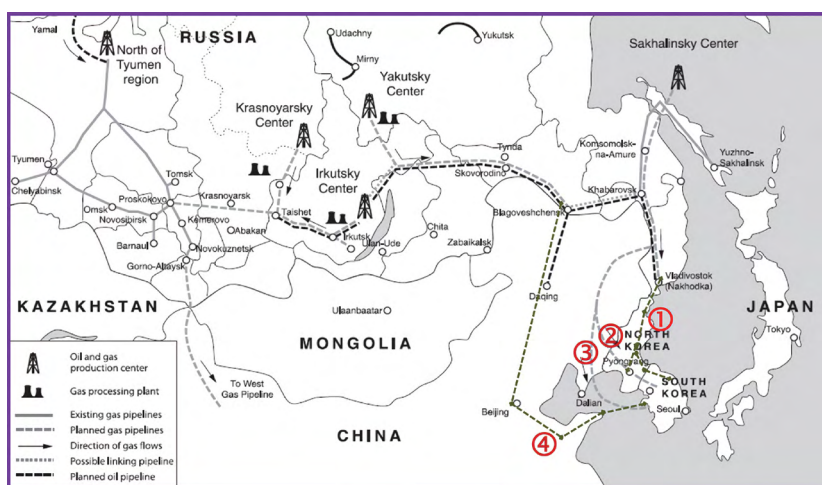 Yamal
North of
Tyumen
region
RUSSIA
Udachny
Mirny
Yukutsk
Sakhalinsky Center
Yakutsky
Center
Krasnoyarsky
Center
Irkutsky
Center
Tyumen
Chelyabinsk
Omsk
Novosibirsk
Barnaul
Tomsk
Proskokovo
Kemerovo
Novokuznetsk
Gorno-Altaysk
Krasnoyarsk
Abakan
Taishet
Irkutsk
Ulan-Ude
Chita
Zabaikalsk
Tynda
Skovorodino
Blagoveshchensk
Komsomolsk-
na-Amure
Khabarovsk
Yuzhno-
Sakhalinsk
Daqing
Vladivostok
(Nakhodka)
KAZAKHSTAN
Ulaanbaatar
MONGOLIA
JAPAN
Tokyo
①
②
NORTH
KOREA
Pyongyang
③
SOUTH
KOREA
Seoul
Dalian
Beijing
④
CHINA
To West
Gas Pipeline
Oil and gas
production center
Gas processing plant
Existing gas pipelines
Planned gas pipelines
Direction of gas flows
Possible linking pipeline
Planned oil pipeline